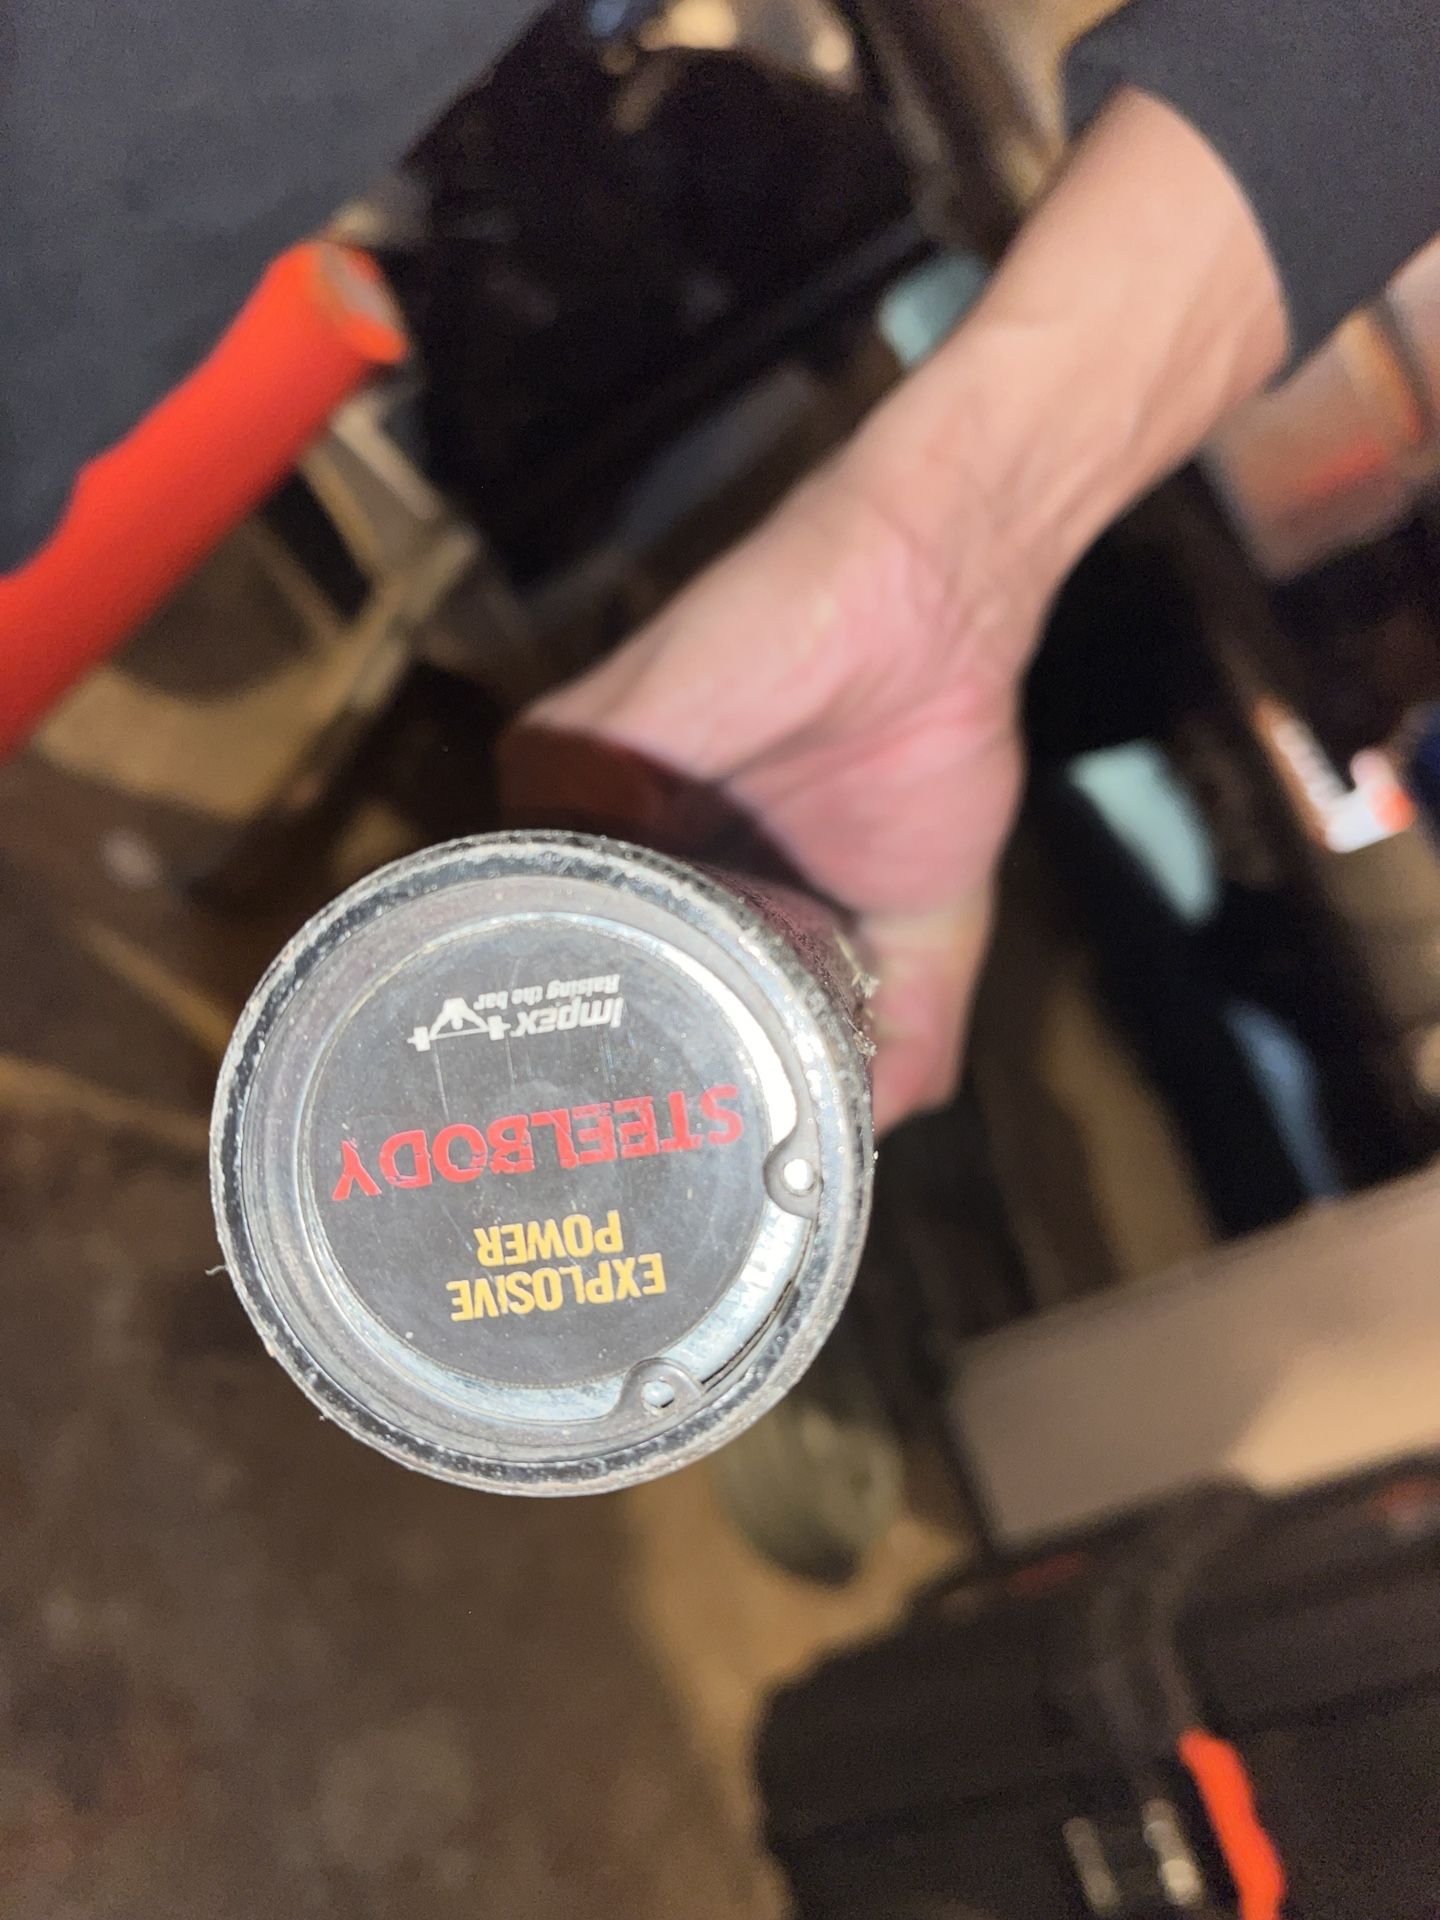 EXPLOSIVE
POWER
STEELBODY
Impex
Raising the bar